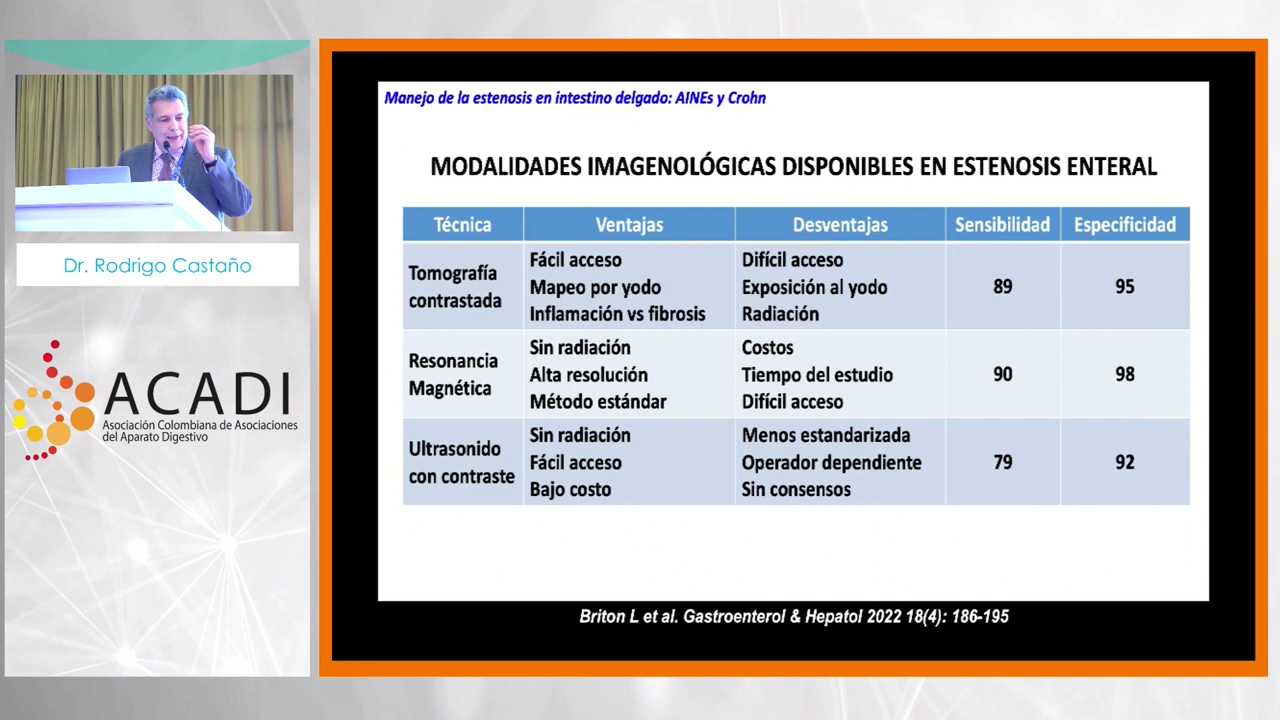 Dr. Rodrigo Castaño
ACADI
Asociación Colombiana de Asociaciones
del Aparato Digestivo
Manejo de la estenosis en intestino delgado: AINEs y Crohn
MODALIDADES IMAGENOLÓGICAS DISPONIBLES EN ESTENOSIS ENTERAL
Técnica Ventajas Desventajas Sensibilidad Especificidad
Tomografía
contrastada
Fácil acceso
Mapeo por yodo
Inflamación vs fibrosis
Difícil acceso
Exposición al yodo
Radiación
89
95
Resonancia
Magnética
Sin radiación
Alta resolución
Método estándar
Costos
Tiempo del estudio
Difícil acceso
90
98
Ultrasonido
con contraste
Sin radiación
Fácil acceso
Bajo costo
Menos estandarizada
Operador dependiente
Sin consensos
79
92
Briton L et al. Gastroenterol & Hepatol 2022 18(4): 186-195